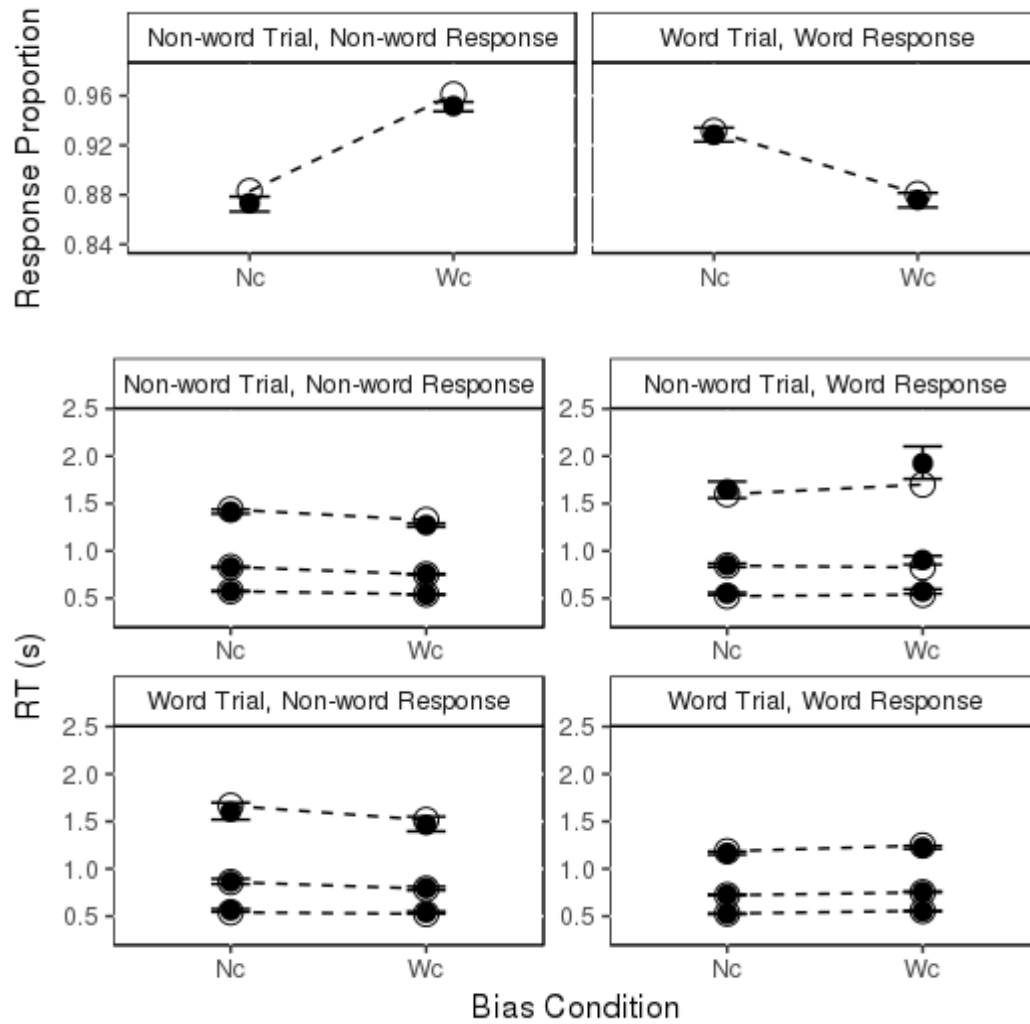 Non-word Trial, Non-word Response Word Trial, Word Response
Response Proportion
0.96
0.92
0.88
0.84
Nc Wc Nc Wc
Non-word Trial, Non-word Response Non-word Trial, Word Response
2.5 2.5
2.0 2.0
1.5 1.5
1.0 1.0
0.5 0.5
Nc Wc Nc Wc
RT (s)
Word Trial, Non-word Response Word Trial, Word Response
2.5 2.5
2.0 2.0
1.5 1.5
1.0 1.0
0.5 0.5
Nc Wc Nc Wc
Bias Condition